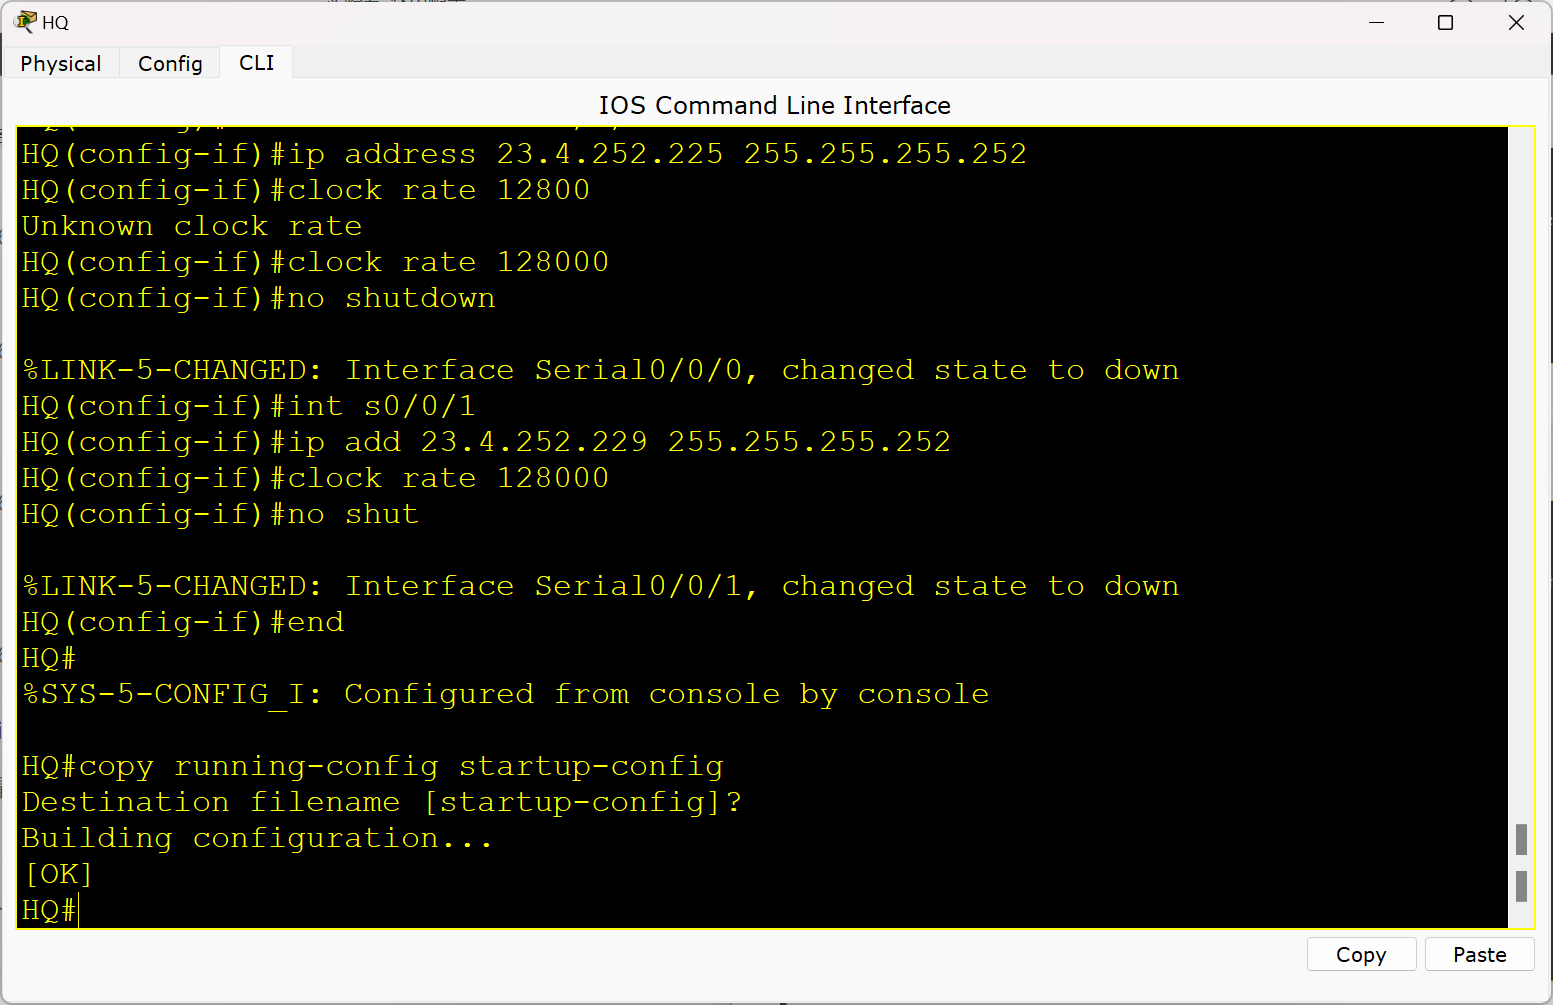 HQ
Physical Config CLI
IOS Command Line Interface
HQ(config-if)#ip address 23.4.252.225 255.255.255.252
HQ(config-if)#clock rate 12800
Unknown clock rate
HQ(config-if)#clock rate 128000
HQ(config-if)#no shutdown
%LINK-5-CHANGED: Interface Serial0/0/0, changed state to down
HQ(config-if)#int s0/0/1
HQ(config-if)#ip add 23.4.252.229 255.255.255.252
HQ(config-if)#clock rate 128000
HQ(config-if)#no shut
%LINK-5-CHANGED: Interface Serial0/0/1, changed state to down
HQ(config-if)#end
HQ#
%SYS-5-CONFIG_I: Configured from console by console
HQ#copy running-config startup-config
Destination filename [startup-config]?
Building configuration...
[OK]
HQ#
Copy Paste